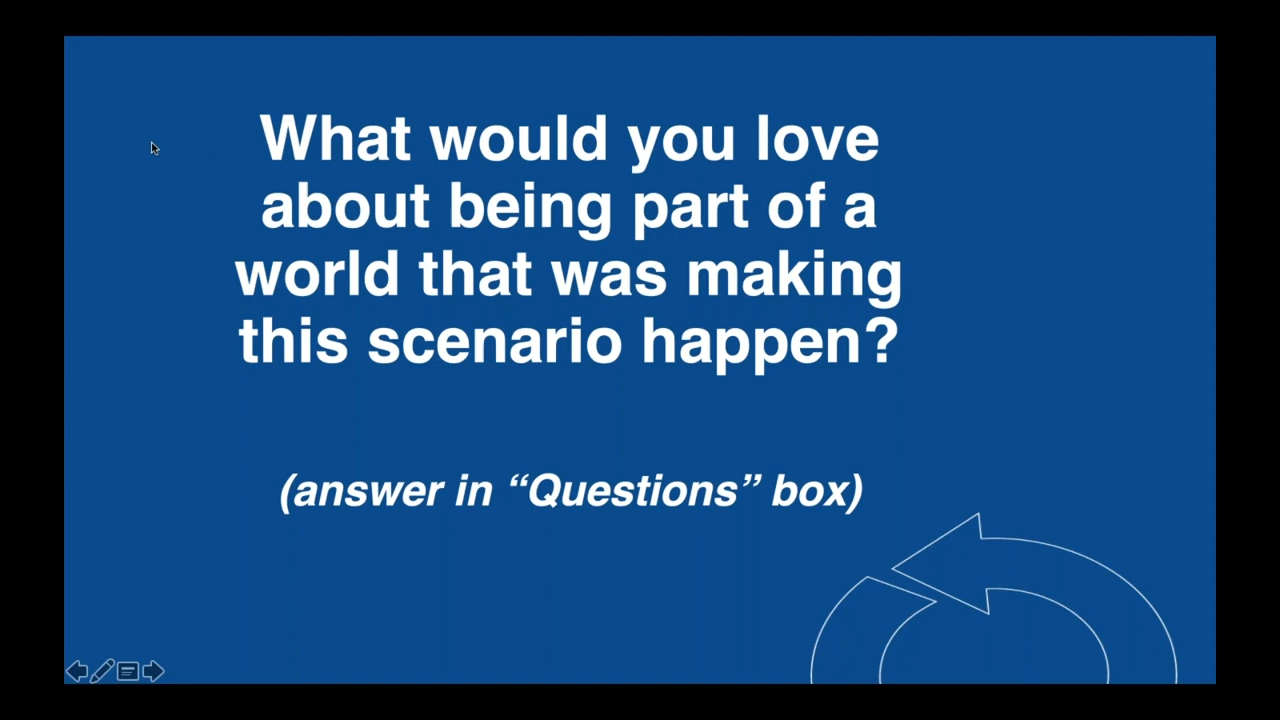 What would you love
about being part of a
world that was making
this scenario happen?
(answer in “Questions” box)